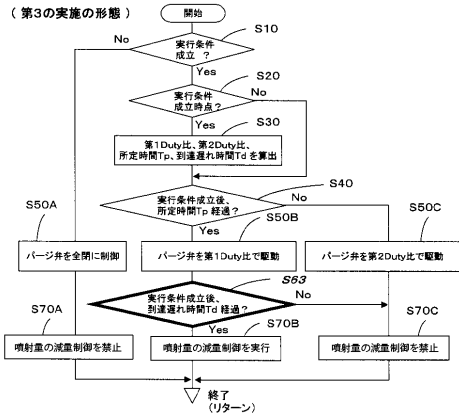 ( 第3の実施の形態 )
開始
S10
実行条件
成立 ?
No
Yes
S20
実行条件
成立時点?
No
Yes
S30
第1Duty比、第2Duty比、
所定時間Tp、到達遅れ時間Td を算出
S40
実行条件成立後、
所定時間Tp 経過?
No
Yes
S50A
S50B
S50C
パージ弁を全閉に制御
パージ弁を第1Duty比で駆動
パージ弁を第2Duty比で駆動
S63
実行条件成立後、
到達遅れ時間Td 経過?
No
Yes
S70A
S70B
S70C
噴射量の減量制御を禁止
噴射量の減量制御を実行
噴射量の減量制御を禁止
終了
(リターン)